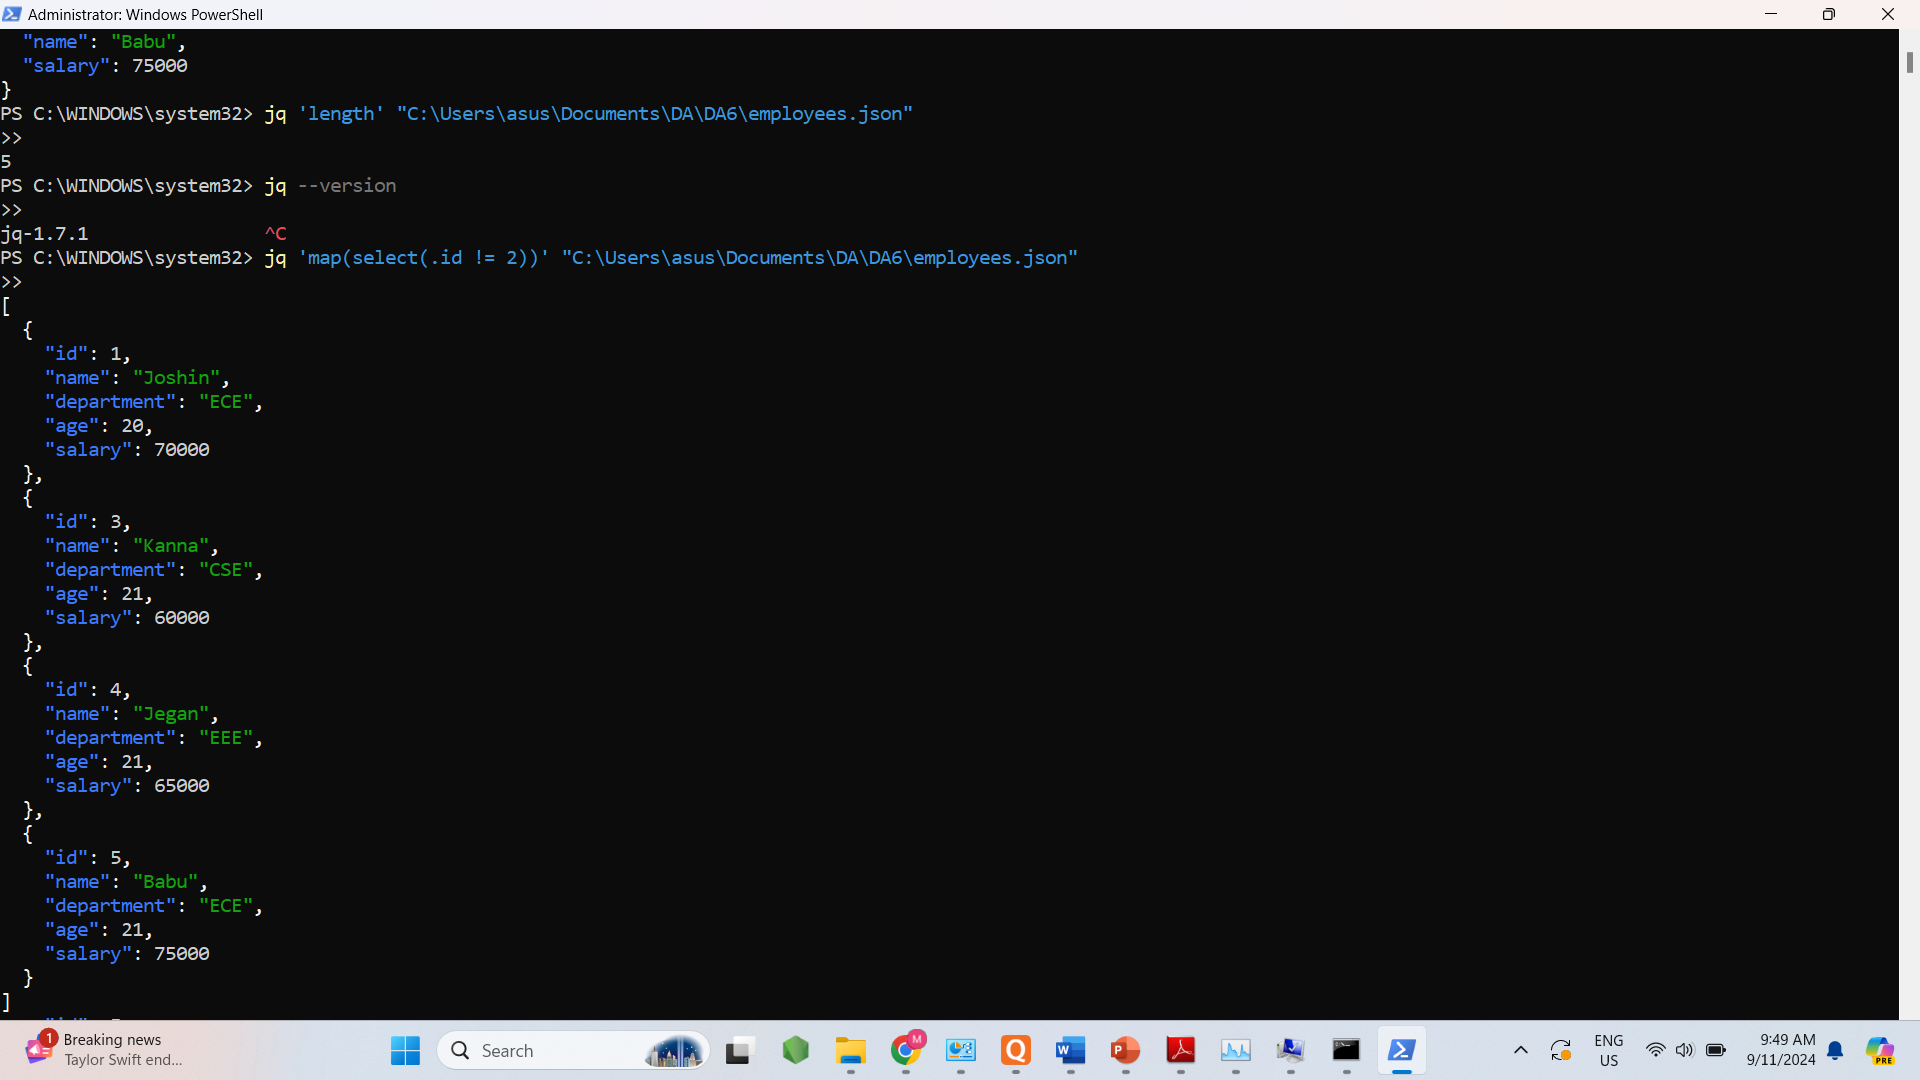 Administrator: Windows PowerShell
  "name": "Babu",
  "salary": 75000
}
PS C:\WINDOWS\system32> jq 'length' "C:\Users\asus\Documents\DA\DA6\employees.json"
>>
5
PS C:\WINDOWS\system32> jq --version
>>
jq-1.7.1                ^C
PS C:\WINDOWS\system32> jq 'map(select(.id != 2))' "C:\Users\asus\Documents\DA\DA6\employees.json"
>>
[
  {
    "id": 1,
    "name": "Joshin",
    "department": "ECE",
    "age": 20,
    "salary": 70000
  },
  {
    "id": 3,
    "name": "Kanna",
    "department": "CSE",
    "age": 21,
    "salary": 60000
  },
  {
    "id": 4,
    "name": "Jegan",
    "department": "EEE",
    "age": 21,
    "salary": 65000
  },
  {
    "id": 5,
    "name": "Babu",
    "department": "ECE",
    "age": 21,
    "salary": 75000
  }
]
1
Breaking news
Taylor Swift end...
Search
M
Q
W
P
ENG
US
9:49 AM
9/11/2024
PRE